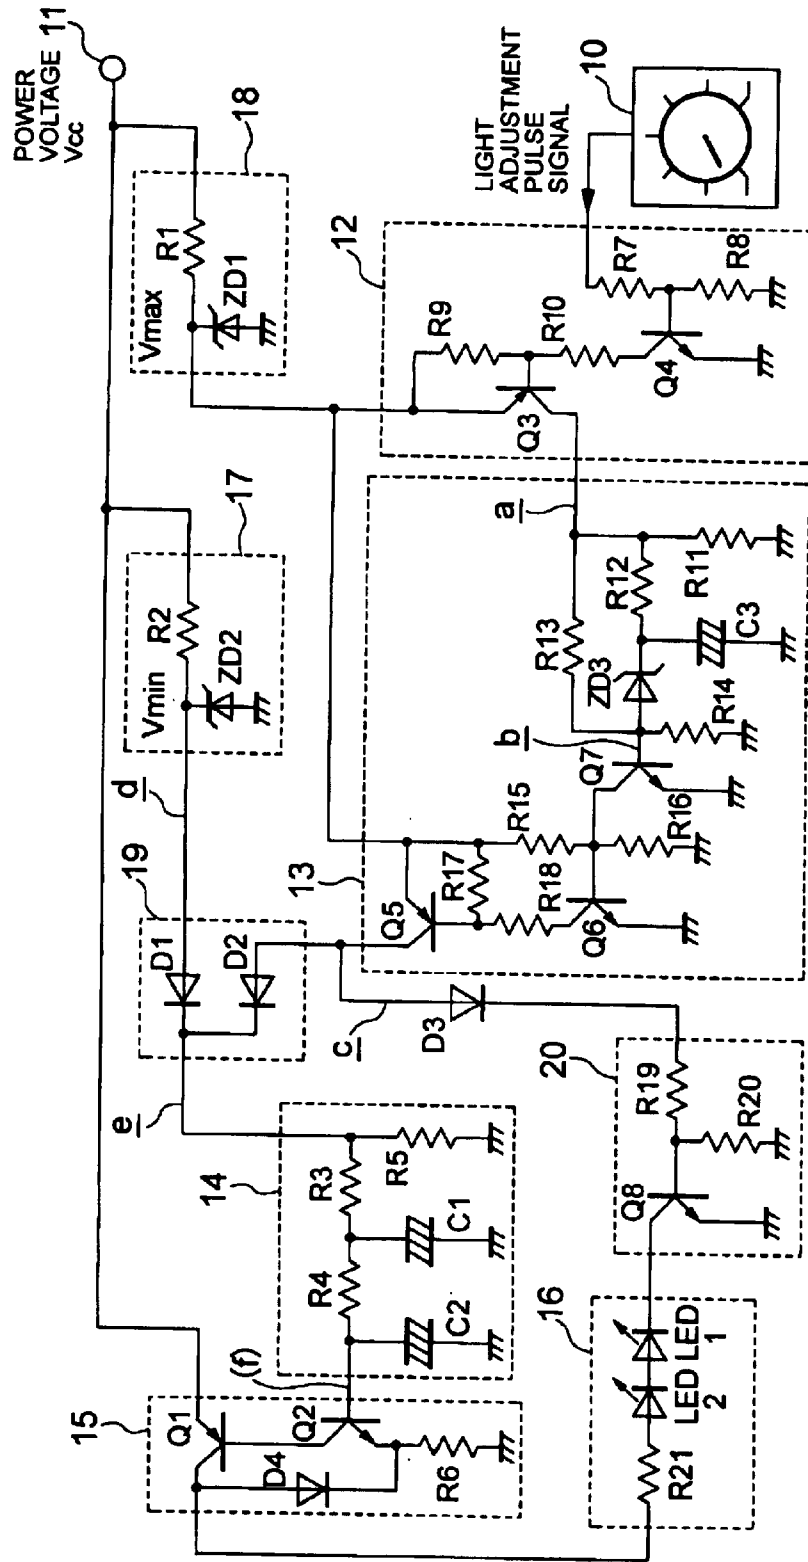 POWER
VOLTAGE 11
Vcc
18
R1
Vmax
ZD1
LIGHT
ADJUSTMENT
PULSE
SIGNAL
10
12
R7
R8
R9
R10
Q4
Q3
17
R2
Vmin
ZD2
a
R11
R12
R13
C3
ZD3
R14
b
Q7
R15
R16
R17
R18
Q5
Q6
13
d
19
D1
D2
c
D3
20
R19
R20
Q8
e
14
R3
R5
C1
R4
C2
(f)
16
LED LED
2 1
R21
15
Q1
Q2
D4
R6